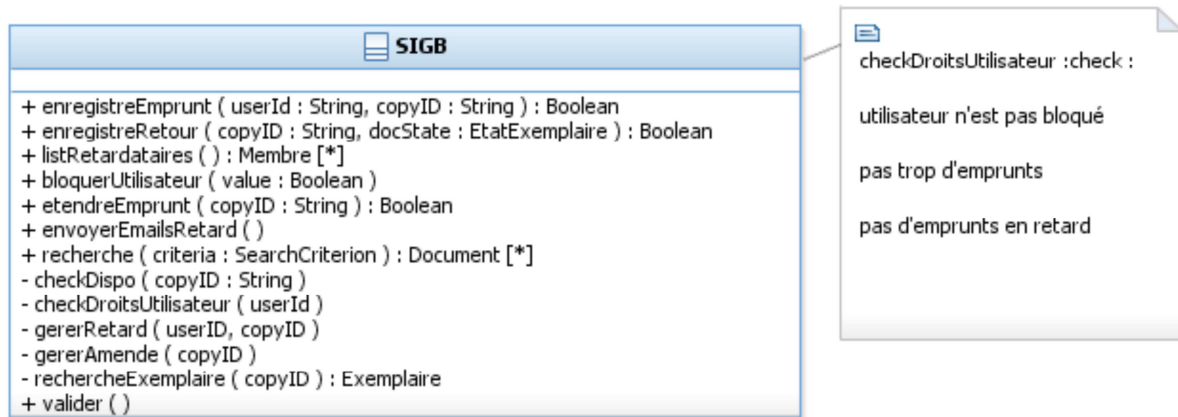 SIGB
+ enregistreEmprunt ( userId : String, copyID : String ) : Boolean
+ enregistreRetour ( copyID : String, docState : EtatExemplaire ) : Boolean
+ listRetardataires ( ) : Membre [*]
+ bloquerUtilisateur ( value : Boolean )
+ etendreEmprunt ( copyID : String ) : Boolean
+ envoyerEmailsRetard ( )
+ recherche ( criteria : SearchCriterion ) : Document [*]
- checkDispo ( copyID : String )
- checkDroitsUtilisateur ( userId )
- gererRetard ( userID, copyID )
- gererAmende ( copyID )
- rechercheExemplaire ( copyID ) : Exemplaire
+ valider ( )
checkDroitsUtilisateur :check :
utilisateur n'est pas bloqué
pas trop d'emprunts
pas d'emprunts en retard